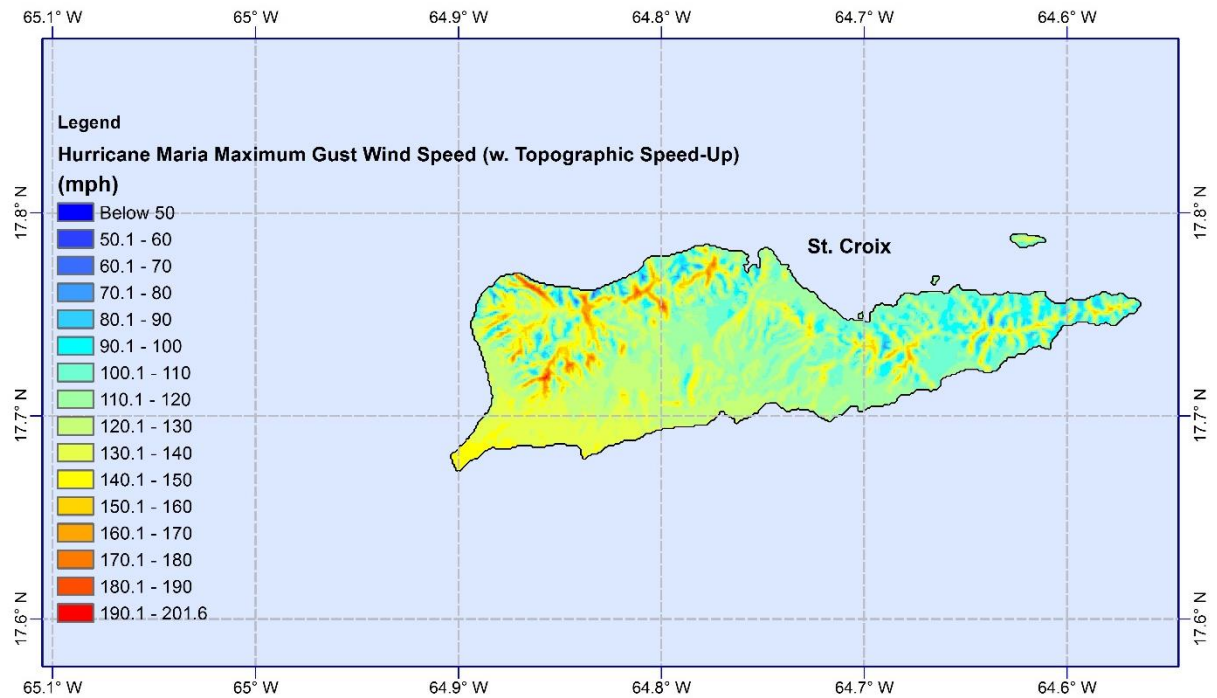 65.1° W 65° W 64.9° W 64.8° W 64.7° W 64.6° W
Legend
Hurricane Maria Maximum Gust Wind Speed (w. Topographic Speed-Up)
(mph)
Below 50
50.1 - 60
60.1 - 70
70.1 - 80
80.1 - 90
90.1 - 100
100.1 - 110
110.1 - 120
120.1 - 130
130.1 - 140
140.1 - 150
150.1 - 160
160.1 - 170
170.1 - 180
180.1 - 190
190.1 - 201.6
St. Croix
17.8° N
17.7° N
17.6° N
17.8° N
17.7° N
17.6° N
65.1° W 65° W 64.9° W 64.8° W 64.7° W 64.6° W